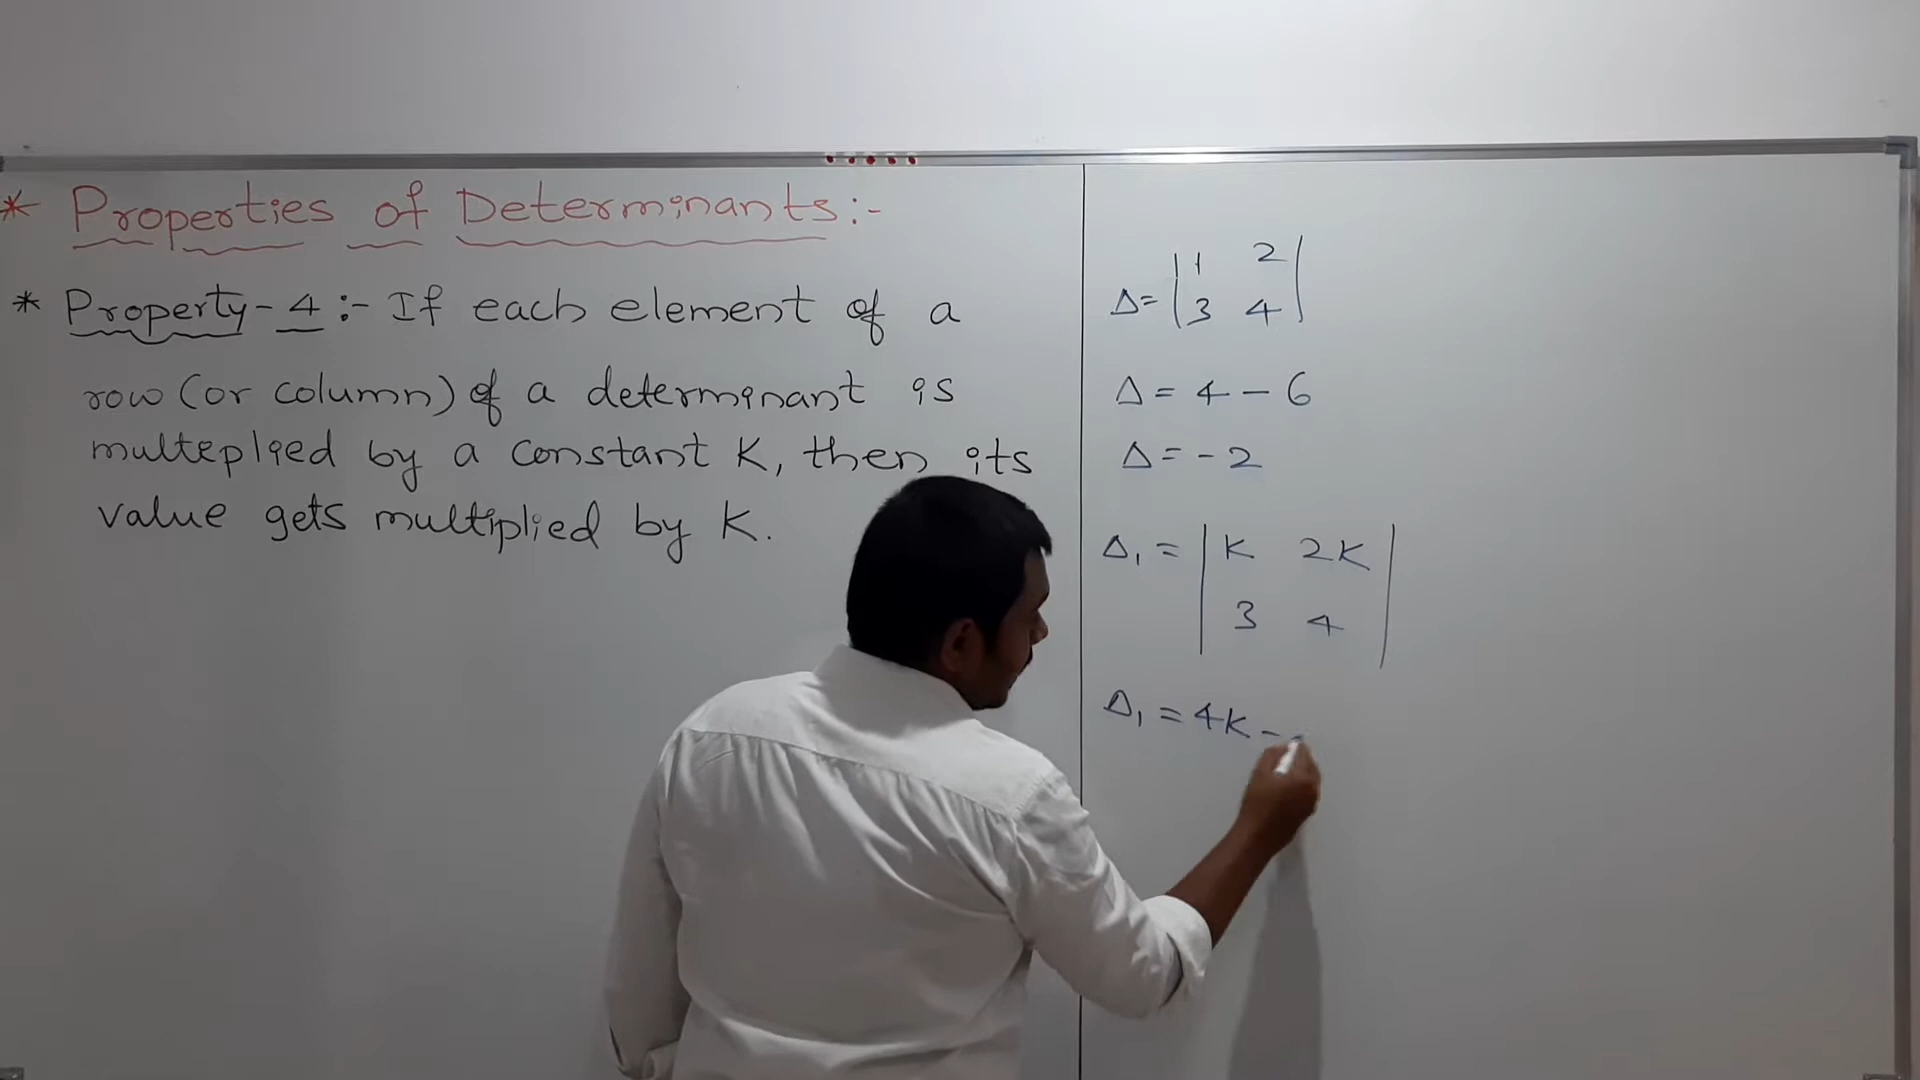 * Properties of Determinants:-
* Property-4:- If each element of a
row (or column) of a determinant is
multeplied by a constant K, then its
value gets multiplied by K.
Δ = | 1 2 |
| 3 4 |
Δ = 4 - 6
Δ = - 2
Δ₁ = | K 2K |
| 3 4 |
Δ₁ = 4K -